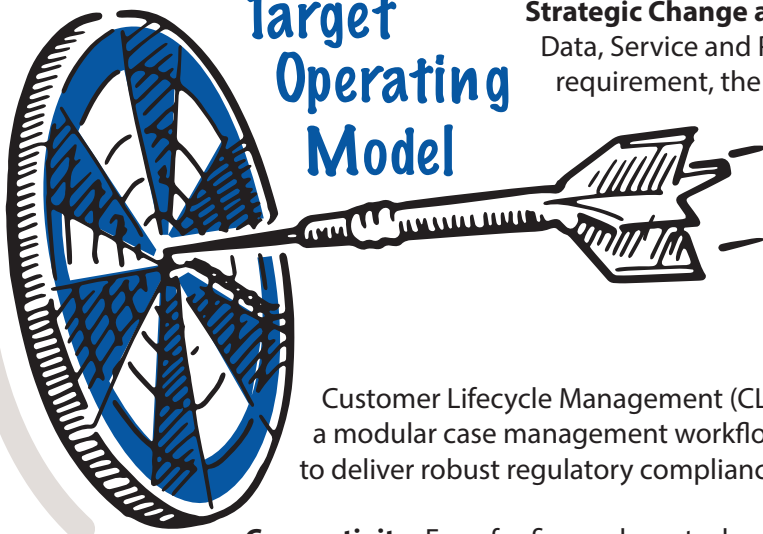 Target
Operating
Model
Strategic Change a
Data, Service and
requirement, the
Customer Lifecycle Management (CL
a modular case management workflo
to deliver robust regulatory complianc